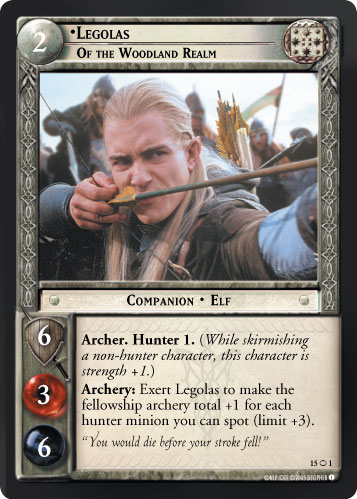 2
•Legolas
Of the Woodland Realm
Companion • Elf
6
3
6
Archer. Hunter 1. (While skirmishing
a non-hunter character, this character is
strength +1.)
Archery: Exert Legolas to make the
fellowship archery total +1 for each
hunter minion you can spot (limit +3).
“You would die before your stroke fell!”
15 O 1